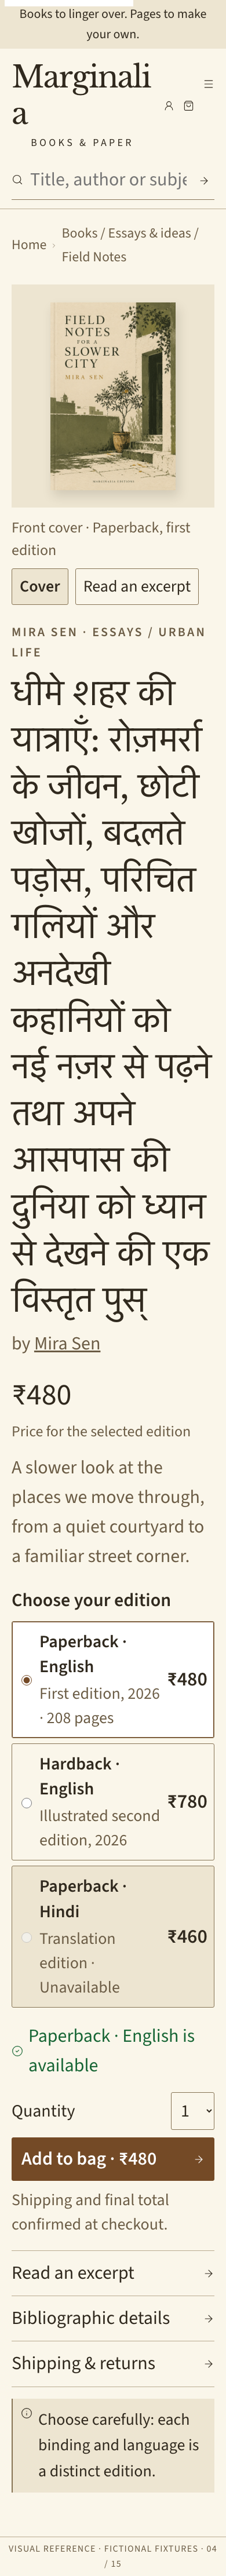 Books to linger over. Pages to make
your own.
Marginali
a
BOOKS & PAPER
Title, author or subje
Home › Books / Essays & ideas /
Field Notes
FIELD
NOTES
FOR A
SLOWER
CITY
MIRA SEN
MARGINALIA EDITIONS
Front cover · Paperback, first
edition
Cover
Read an excerpt
MIRA SEN · ESSAYS / URBAN
LIFE
धीमे शहर की
यात्राएँ: रोज़मर्रा
के जीवन, छोटी
खोजों, बदलते
पड़ोस, परिचित
गलियों और
अनदेखी
कहानियों को
नई नज़र से पढ़ने
तथा अपने
आसपास की
दुनिया को ध्यान
से देखने की एक
विस्तृत पुस्
by Mira Sen
₹480
Price for the selected edition
A slower look at the
places we move through,
from a quiet courtyard to
a familiar street corner.
Choose your edition
Paperback ·
English
First edition, 2026
· 208 pages
₹480
Hardback ·
English
Illustrated second
edition, 2026
₹780
Paperback ·
Hindi
Translation
edition ·
Unavailable
₹460
Paperback · English is
available
Quantity
1
Add to bag · ₹480
Shipping and final total
confirmed at checkout.
Read an excerpt
Bibliographic details
Shipping & returns
Choose carefully: each
binding and language is
a distinct edition.
VISUAL REFERENCE · FICTIONAL FIXTURES · 04
/ 15